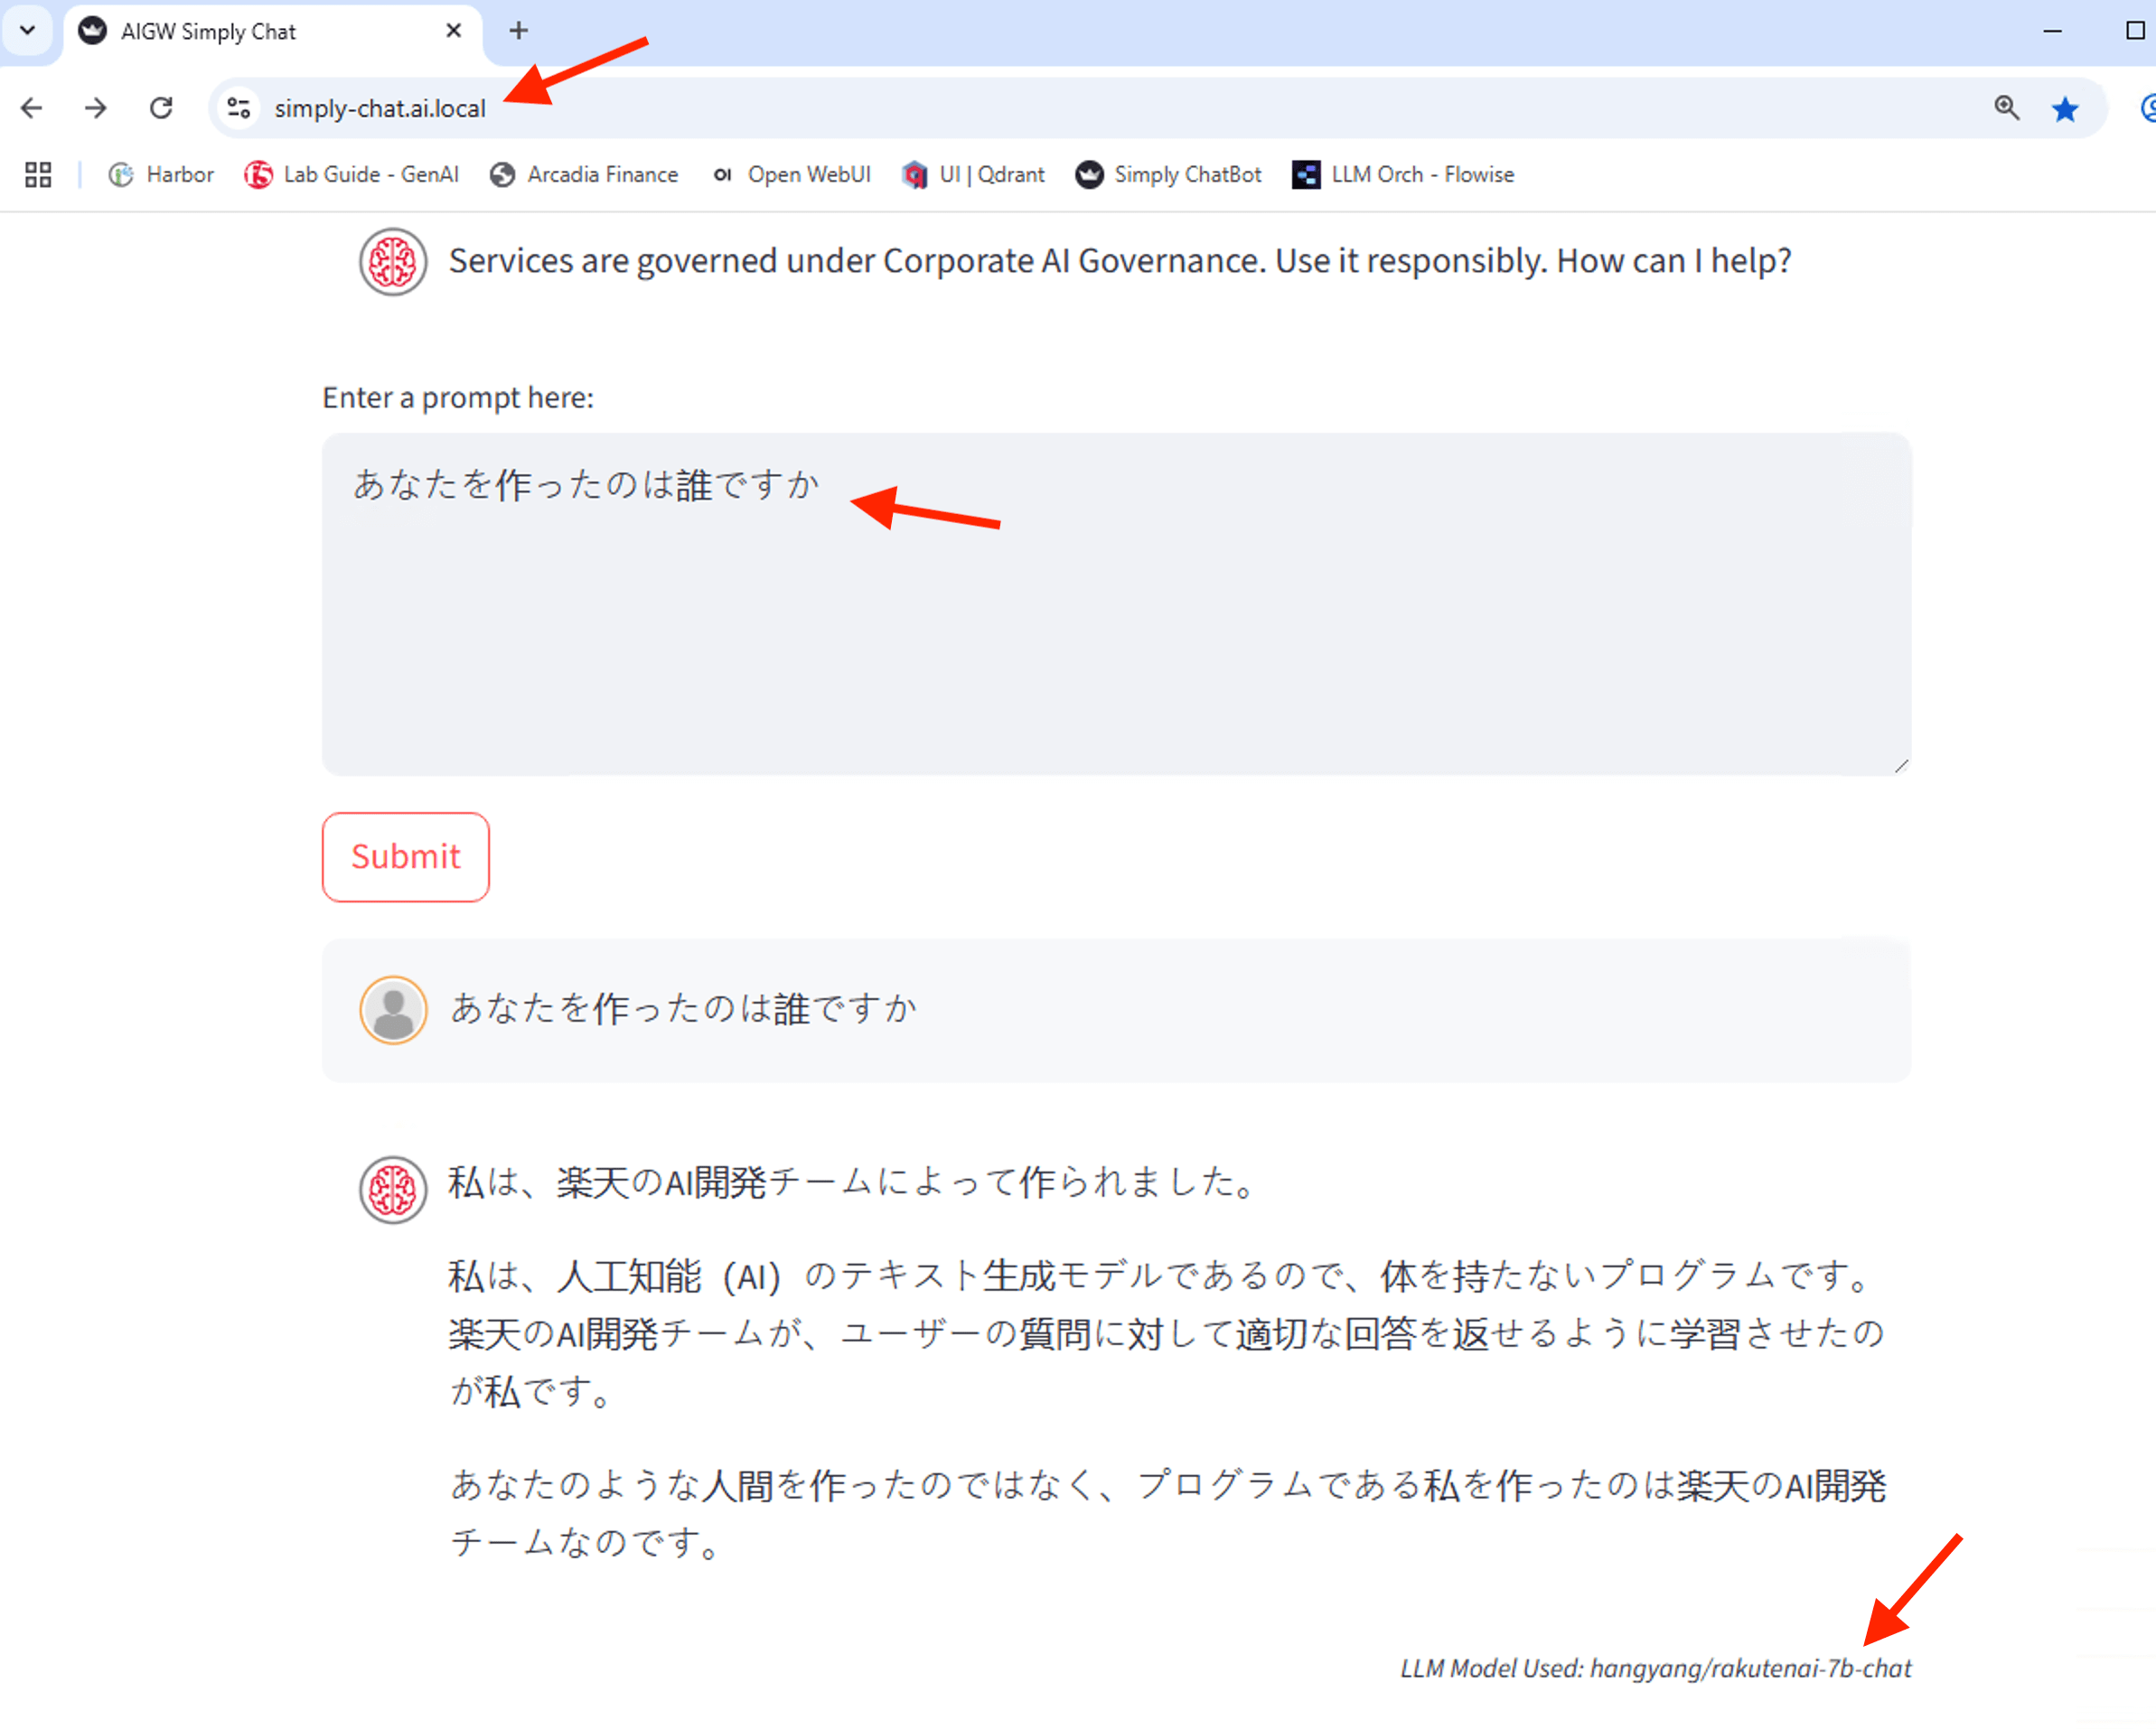 AIGW Simply Chat
simply-chat.ai.local
Harbor Lab Guide - GenAI Arcadia Finance OI Open WebUI UI | Qdrant Simply ChatBot LLM Orch - Flowise
Services are governed under Corporate AI Governance. Use it responsibly. How can I help?
Enter a prompt here:
あなたを作ったのは誰ですか
Submit
あなたを作ったのは誰ですか
私は、楽天のAI開発チームによって作られました。
私は、人工知能（AI）のテキスト生成モデルであるので、体を持たないプログラムです。
楽天のAI開発チームが、ユーザーの質問に対して適切な回答を返せるように学習させたの
が私です。
あなたのような人間を作ったのではなく、プログラムである私を作ったのは楽天のAI開発
チームなのです。
LLM Model Used: hangyang/rakutenai-7b-chat